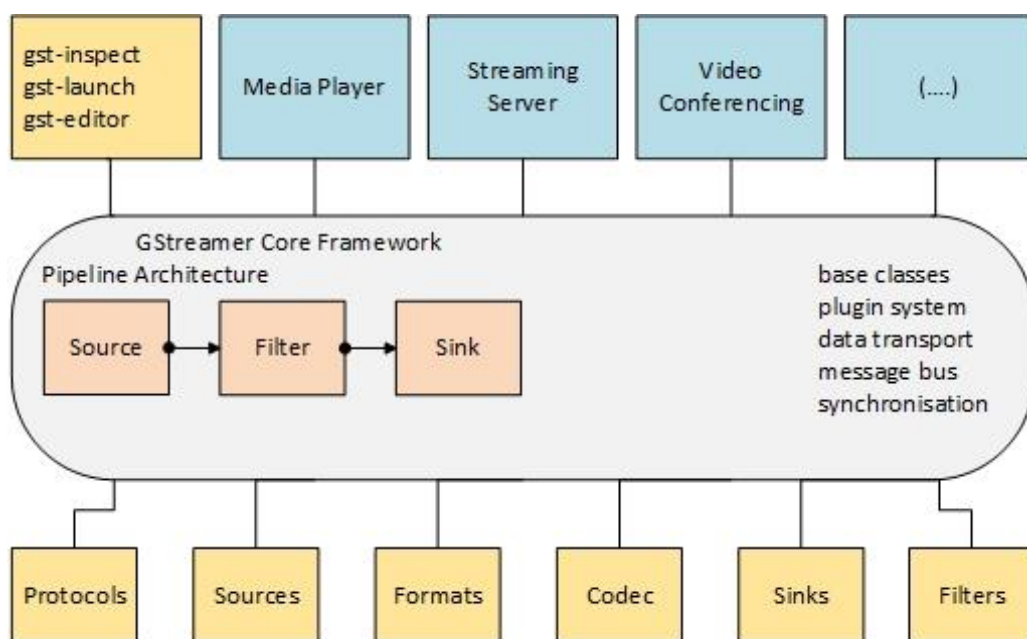 gst-inspect
gst-launch
gst-editor
Media Player
Streaming
Server
Video
Conferencing
(....)
GStreamer Core Framework
Pipeline Architecture
Source
Filter
Sink
base classes
plugin system
data transport
message bus
synchronisation
Protocols
Sources
Formats
Codec
Sinks
Filters